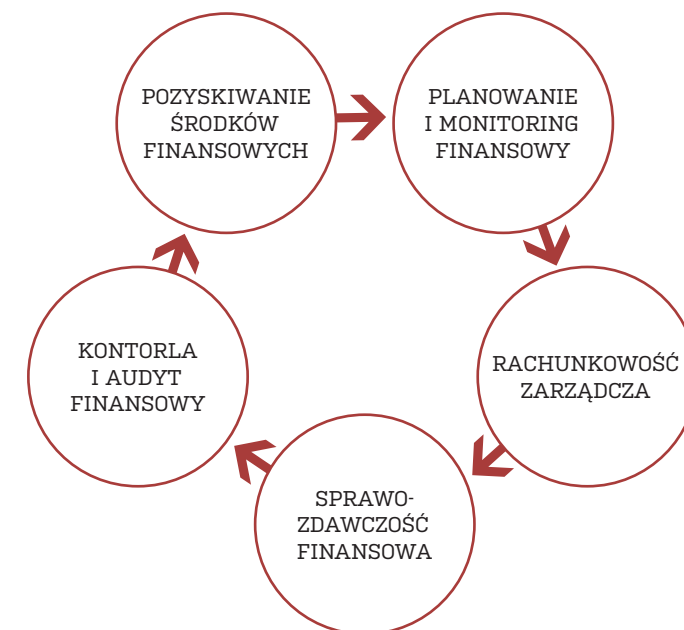 POZYSKIWANIE
ŚRODKÓW
FINANSOWYCH
PLANOWANIE
I MONITORING
FINANSOWY
RACHUNKOWOŚĆ
ZARZĄDCZA
SPRAWO-
ZDAWCZOŚĆ
FINANSOWA
KONTORLA
I AUDYT
FINANSOWY